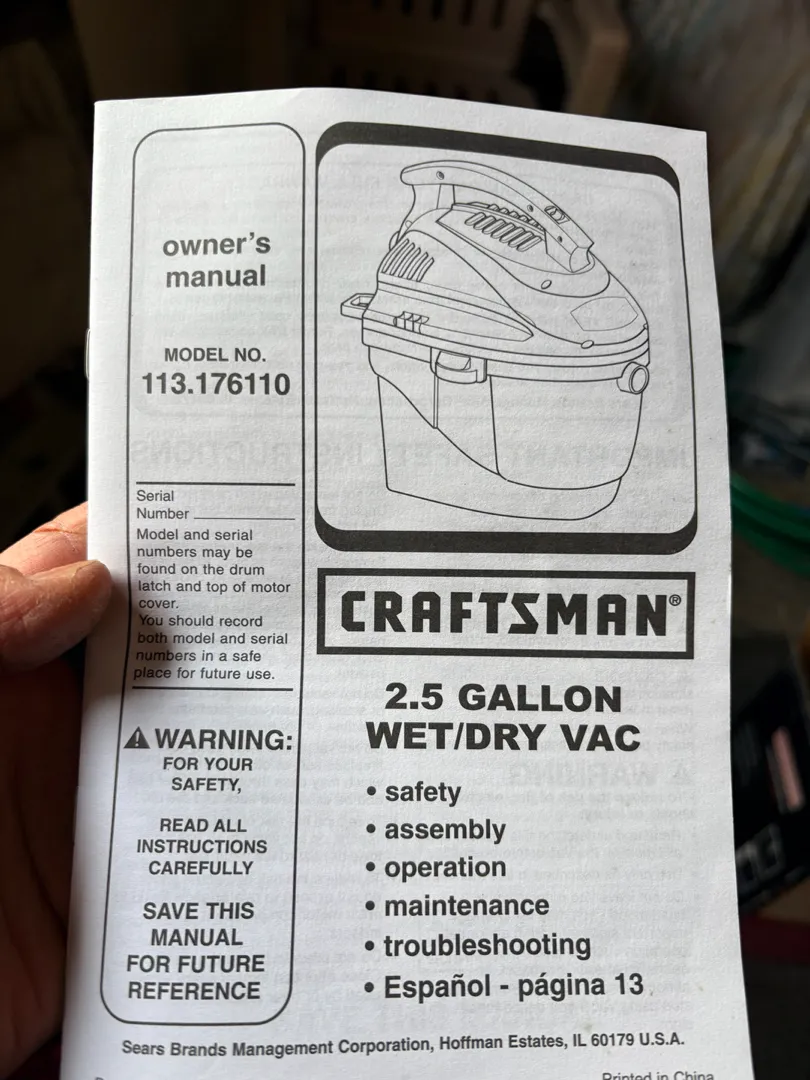 owner's
manual
MODEL NO.
113.176110
Serial
Number
Model and serial
numbers may be
found on the drum
latch and top of motor
cover.
You should record
both model and serial
numbers in a safe
place for future use.
WARNING:
FOR YOUR
SAFETY,
READ ALL
INSTRUCTIONS
CAREFULLY
SAVE THIS
MANUAL
FOR FUTURE
REFERENCE
CRAFTSMAN®
2.5 GALLON
WET/DRY VAC
• safety
• assembly
• operation
• maintenance
• troubleshooting
• Español - página 13
Sears Brands Management Corporation, Hoffman Estates, IL 60179 U.S.A.
Printed in China